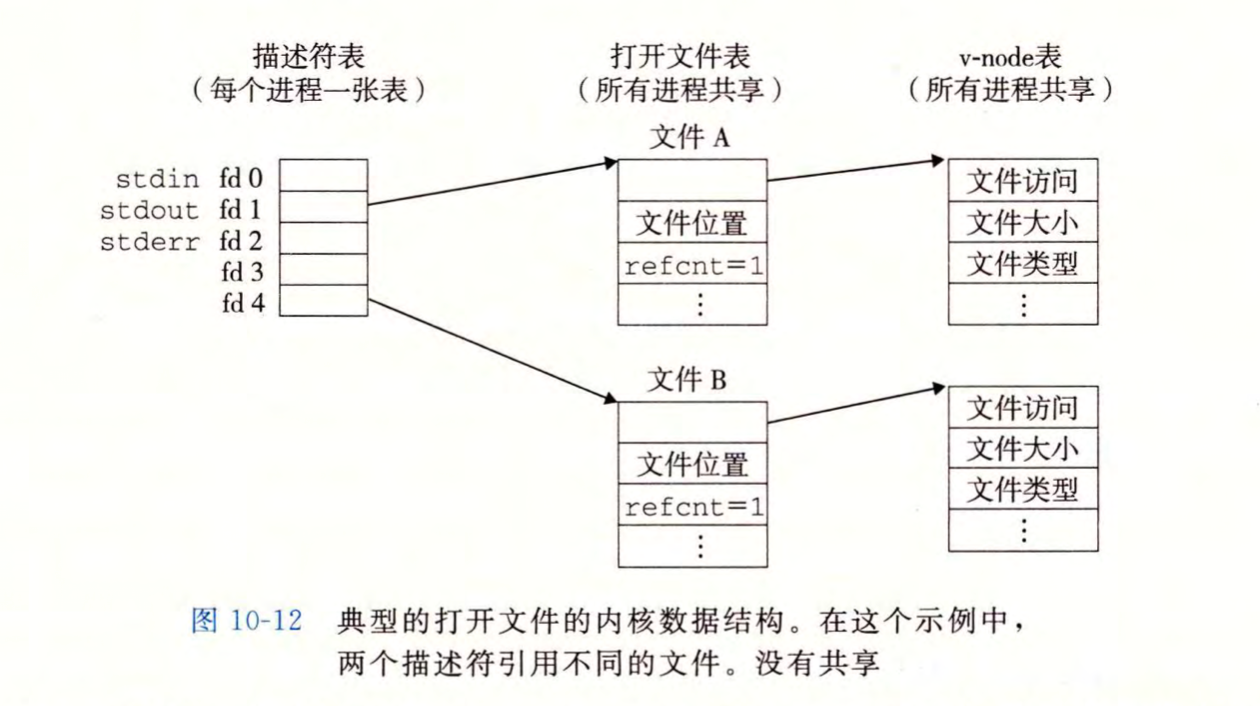 描述符表
（每个进程一张表）
打开文件表
（所有进程共享）
v-node表
（所有进程共享）
stdin fd 0
stdout fd 1
stderr fd 2
fd 3
fd 4
文件 A
文件位置
refcnt=1
⋮
文件访问
文件大小
文件类型
⋮
文件 B
文件位置
refcnt=1
⋮
文件访问
文件大小
文件类型
⋮
图 10-12 典型的打开文件的内核数据结构。在这个示例中，
两个描述符引用不同的文件。没有共享